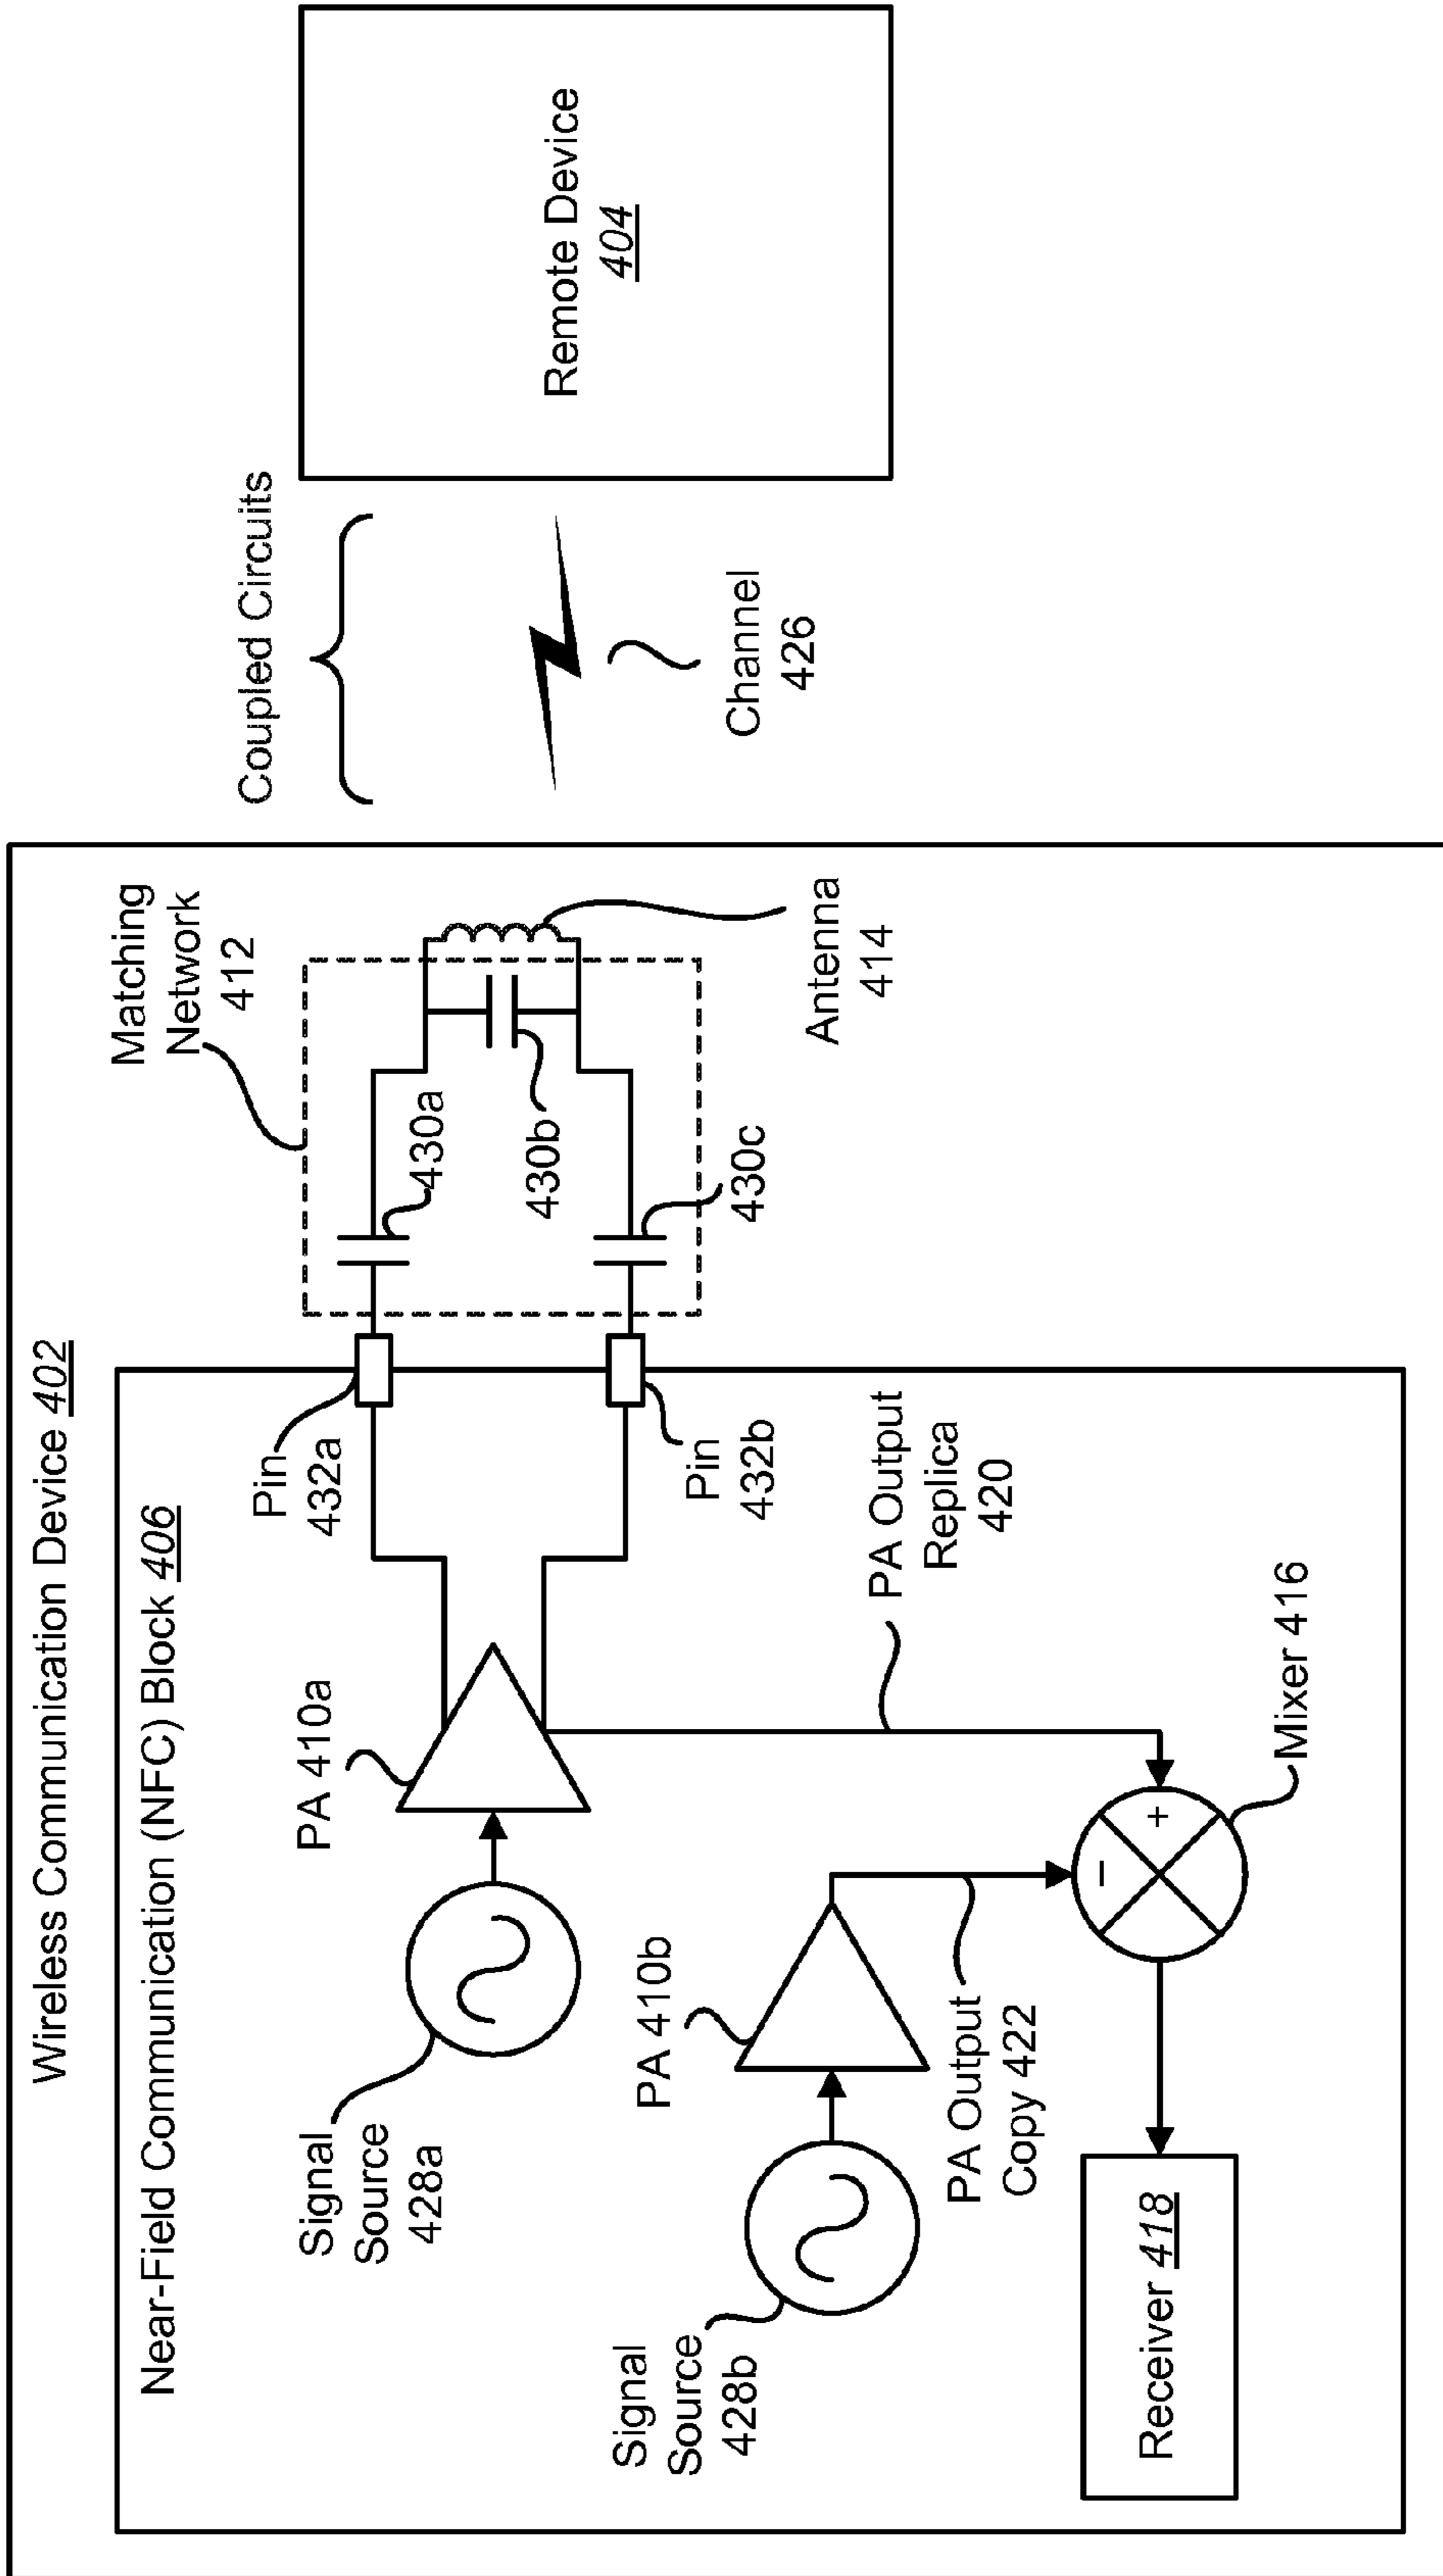 Wireless Communication Device 402
Near-Field Communication (NFC) Block 406
Signal
Source
428a
PA 410a
Pin
432a
Matching
Network
412
430a
430b
430c
Antenna
414
Pin
432b
Coupled Circuits
Channel
426
Remote Device
404
Signal
Source
428b
PA 410b
PA Output
Copy 422
PA Output
Replica
420
−
+
Mixer 416
Receiver 418